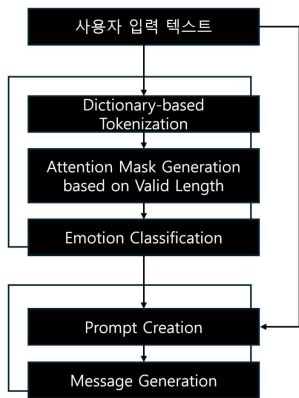 사용자 입력 텍스트
Dictionary-based
Tokenization
Attention Mask Generation
based on Valid Length
Emotion Classification
Prompt Creation
Message Generation